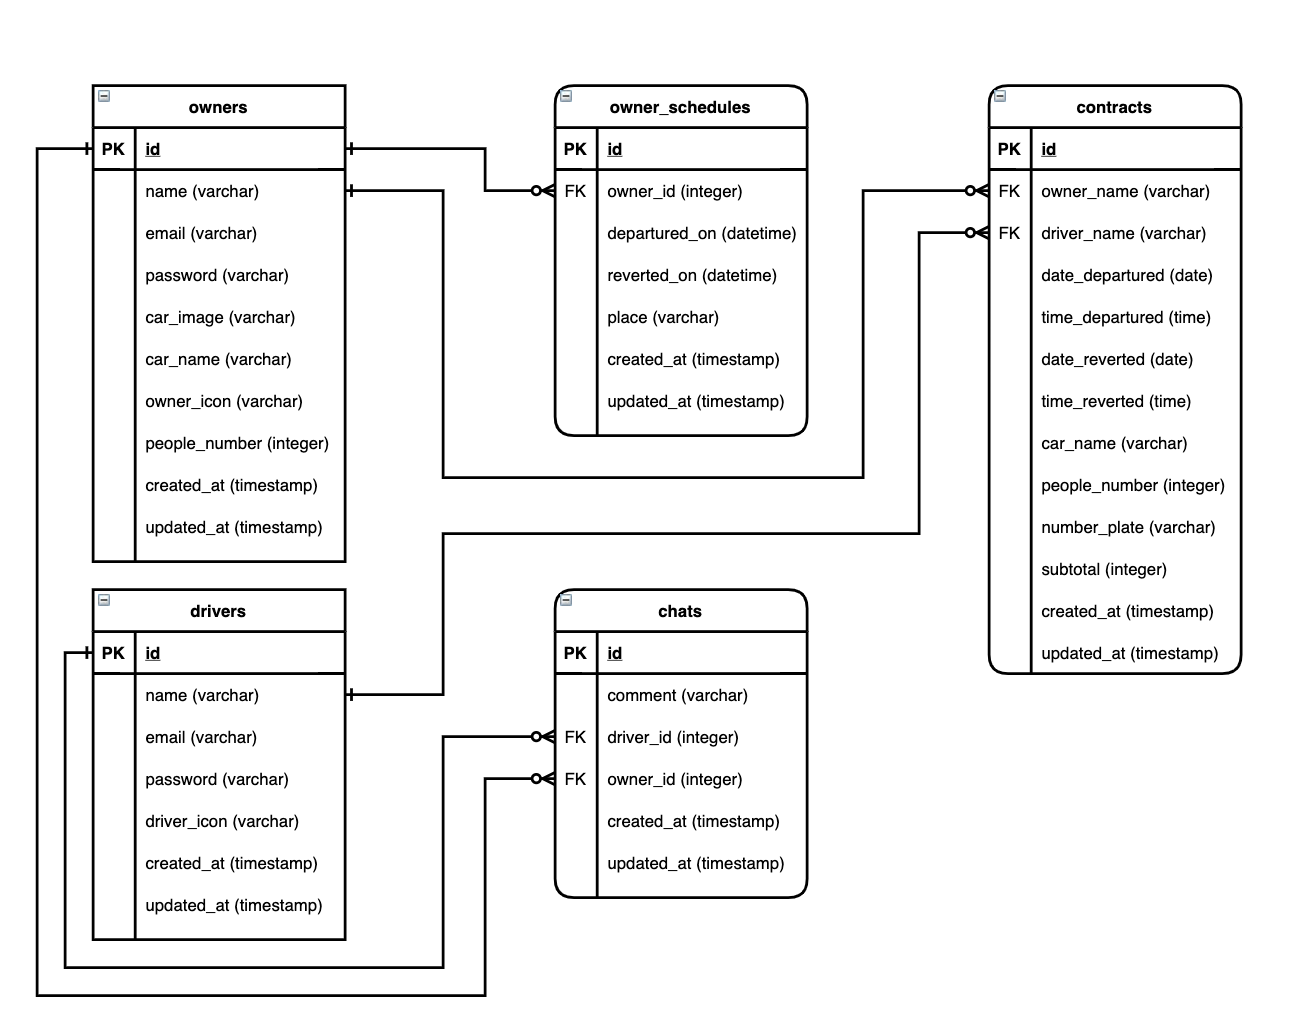 owners
PK id
name (varchar)
email (varchar)
password (varchar)
car_image (varchar)
car_name (varchar)
owner_icon (varchar)
people_number (integer)
created_at (timestamp)
updated_at (timestamp)
owner_schedules
PK id
FK owner_id (integer)
departured_on (datetime)
reverted_on (datetime)
place (varchar)
created_at (timestamp)
updated_at (timestamp)
contracts
PK id
FK owner_name (varchar)
FK driver_name (varchar)
date_departured (date)
time_departured (time)
date_reverted (date)
time_reverted (time)
car_name (varchar)
people_number (integer)
number_plate (varchar)
subtotal (integer)
created_at (timestamp)
updated_at (timestamp)
drivers
PK id
name (varchar)
email (varchar)
password (varchar)
driver_icon (varchar)
created_at (timestamp)
updated_at (timestamp)
chats
PK id
comment (varchar)
FK driver_id (integer)
FK owner_id (integer)
created_at (timestamp)
updated_at (timestamp)